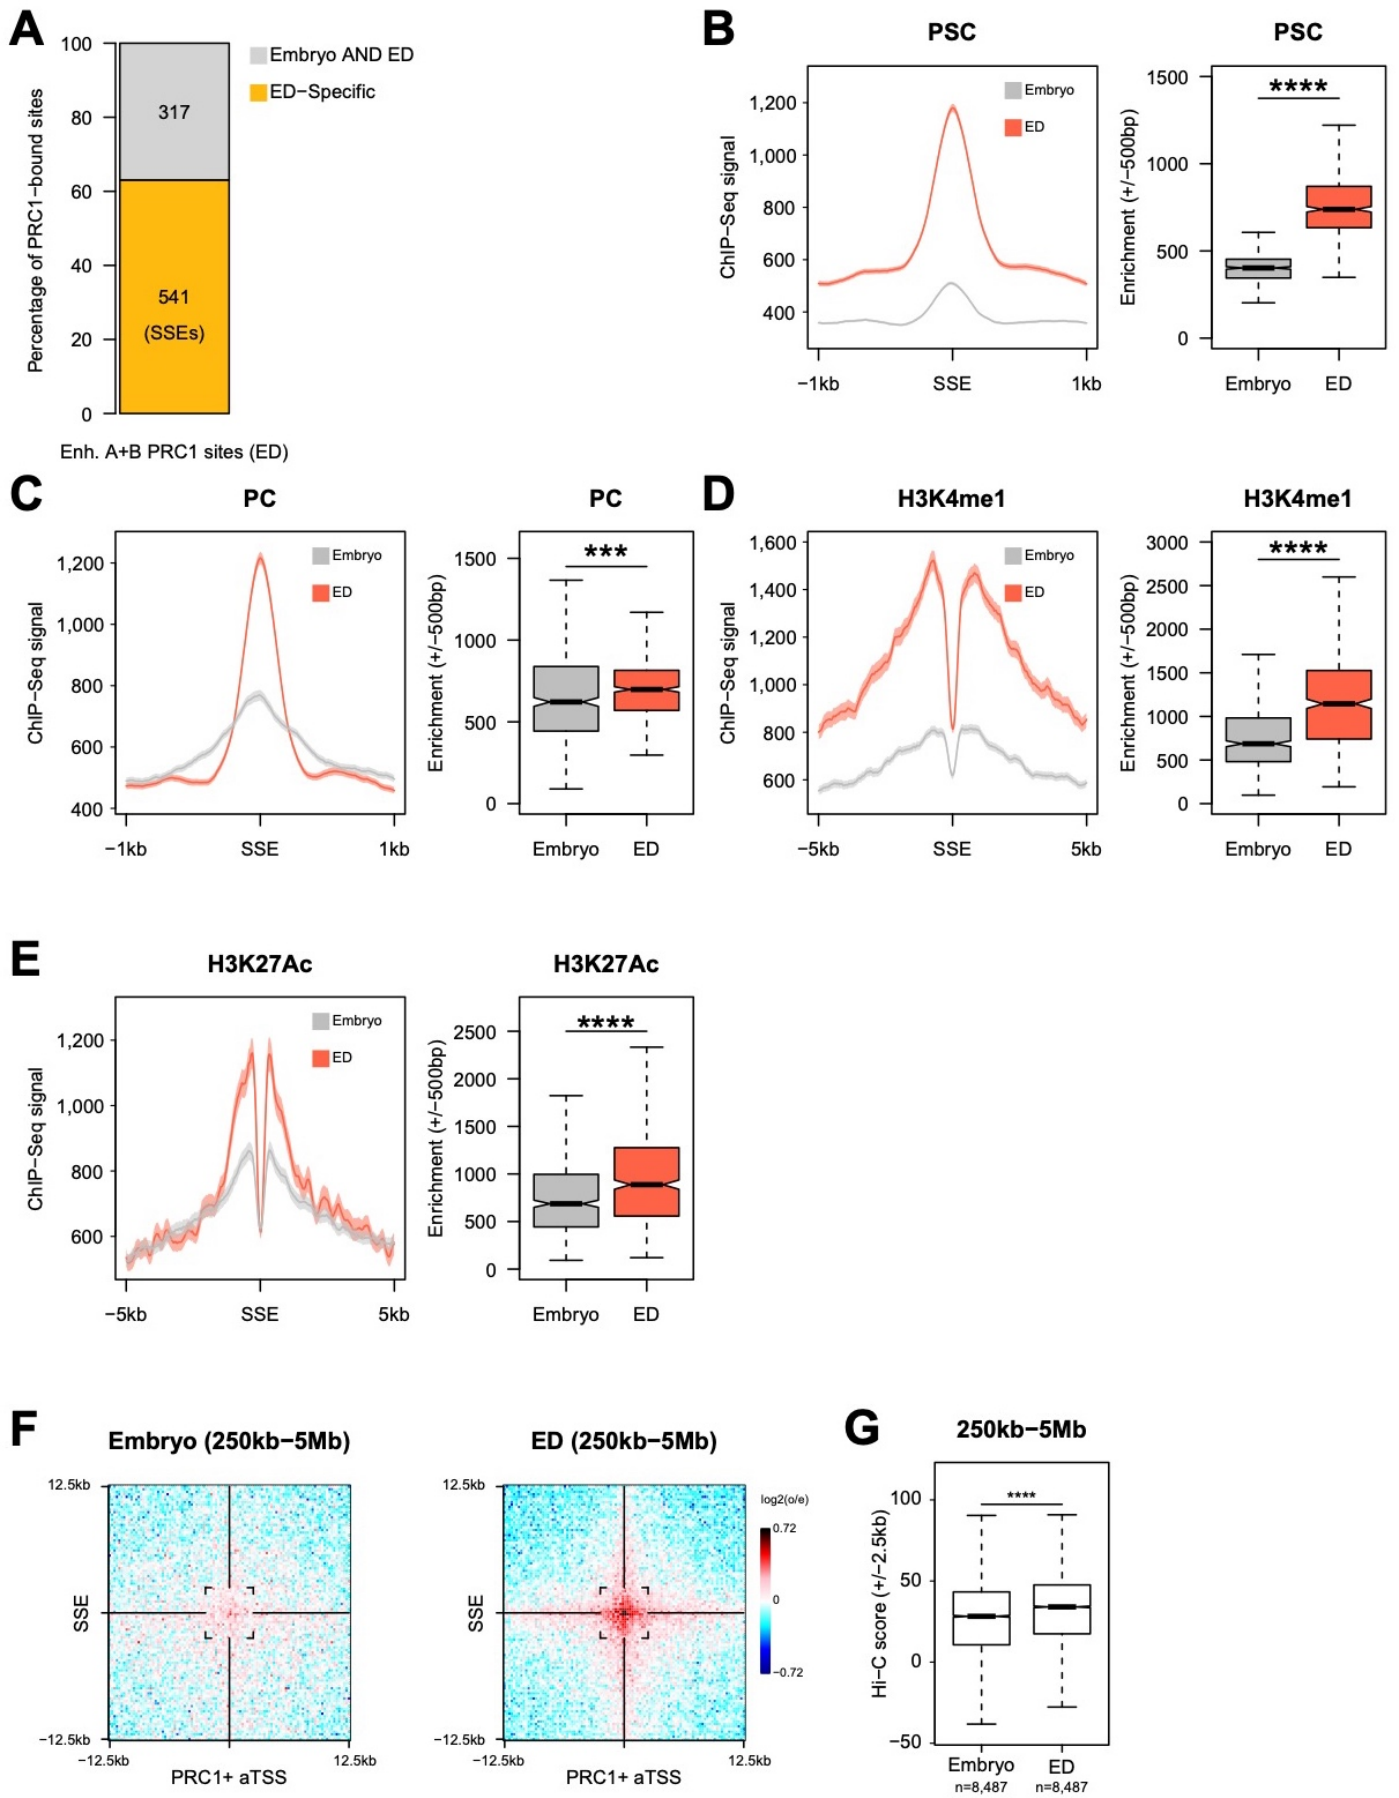 A
100
80
60
40
20
0
Percentage of PRC1−bound sites
317
541
(SSEs)
Embryo AND ED
ED−Specific
Enh. A+B PRC1 sites (ED)
B
PSC
1,200
1,000
800
600
400
ChIP−Seq signal
Embryo
ED
−1kb
SSE
1kb
PSC
1500
1000
500
0
Enrichment (+/−500bp)
****
Embryo
ED
C
PC
1,200
1,000
800
600
400
ChIP−Seq signal
Embryo
ED
−1kb
SSE
1kb
PC
1500
1000
500
0
Enrichment (+/−500bp)
***
Embryo
ED
D
H3K4me1
1,600
1,400
1,200
1,000
800
600
ChIP−Seq signal
Embryo
ED
−5kb
SSE
5kb
H3K4me1
3000
2500
2000
1500
1000
500
0
Enrichment (+/−500bp)
****
Embryo
ED
E
H3K27Ac
1,200
1,000
800
600
ChIP−Seq signal
Embryo
ED
−5kb
SSE
5kb
H3K27Ac
2500
2000
1500
1000
500
0
Enrichment (+/−500bp)
****
Embryo
ED
F
Embryo (250kb−5Mb)
12.5kb
SSE
−12.5kb
−12.5kb
12.5kb
PRC1+ aTSS
ED (250kb−5Mb)
12.5kb
SSE
−12.5kb
−12.5kb
12.5kb
PRC1+ aTSS
log2(o/e)
0.72
0
−0.72
G
250kb−5Mb
100
50
0
−50
Hi−C score (+/−2.5kb)
****
Embryo
n=8,487
ED
n=8,487